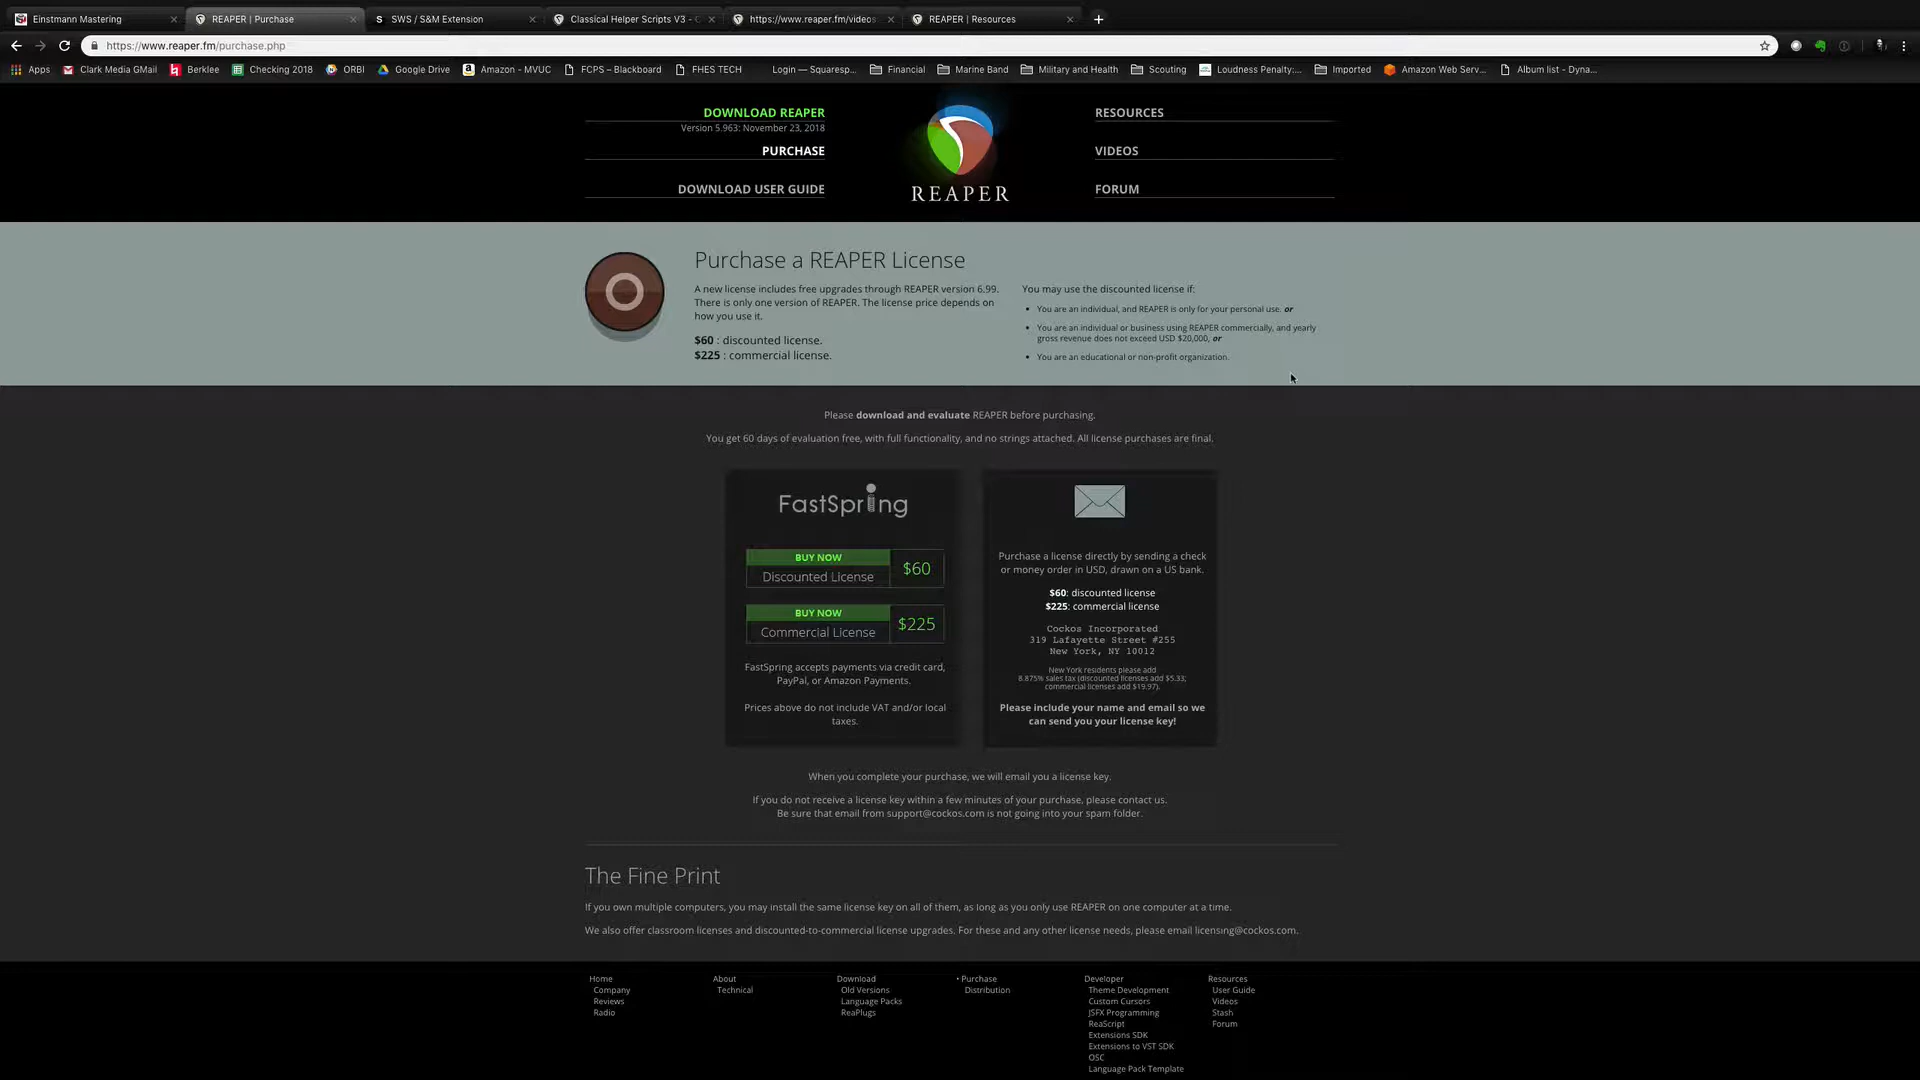 Einstmann Mastering
REAPER | Purchase
SWS / S&M Extension
Classical Helper Scripts V3 - C
https://www.reaper.fm/videos
REAPER | Resources
https://www.reaper.fm/purchase.php
Apps
Clark Media GMail
Berklee
Checking 2018
ORBI
Google Drive
Amazon - MVUC
FCPS – Blackboard
FHES TECH
Login — Squaresp...
Financial
Marine Band
Military and Health
Scouting
Loudness Penalty:...
Imported
Amazon Web Serv...
Album list - Dyna...
DOWNLOAD REAPER
Version 5.963: November 23, 2018
PURCHASE
DOWNLOAD USER GUIDE
REAPER
RESOURCES
VIDEOS
FORUM
Purchase a REAPER License
A new license includes free upgrades through REAPER version 6.99.
There is only one version of REAPER. The license price depends on
how you use it.
$60 : discounted license.
$225 : commercial license.
You may use the discounted license if:
• You are an individual, and REAPER is only for your personal use. or
• You are an individual or business using REAPER commercially, and yearly
gross revenue does not exceed USD $20,000, or
• You are an educational or non-profit organization.
Please download and evaluate REAPER before purchasing.
You get 60 days of evaluation free, with full functionality, and no strings attached. All license purchases are final.
FastSpring
BUY NOW
Discounted License
$60
BUY NOW
Commercial License
$225
FastSpring accepts payments via credit card,
PayPal, or Amazon Payments.
Prices above do not include VAT and/or local
taxes.
Purchase a license directly by sending a check
or money order in USD, drawn on a US bank.
$60: discounted license
$225: commercial license
Cockos Incorporated
319 Lafayette Street #255
New York, NY 10012
New York residents please add
8.875% sales tax (discounted licenses add $5.33,
commercial licenses add $19.97).
Please include your name and email so we
can send you your license key!
When you complete your purchase, we will email you a license key.
If you do not receive a license key within a few minutes of your purchase, please contact us.
Be sure that email from support@cockos.com is not going into your spam folder.
The Fine Print
If you own multiple computers, you may install the same license key on all of them, as long as you only use REAPER on one computer at a time.
We also offer classroom licenses and discounted-to-commercial license upgrades. For these and any other license needs, please email licensing@cockos.com.
Home
Company
Reviews
Radio
About
Technical
Download
Old Versions
Language Packs
ReaPlugs
• Purchase
Distribution
Developer
Theme Development
Custom Cursors
JSFX Programming
ReaScript
Extensions SDK
Extensions to VST SDK
OSC
Language Pack Template
Resources
User Guide
Videos
Stash
Forum